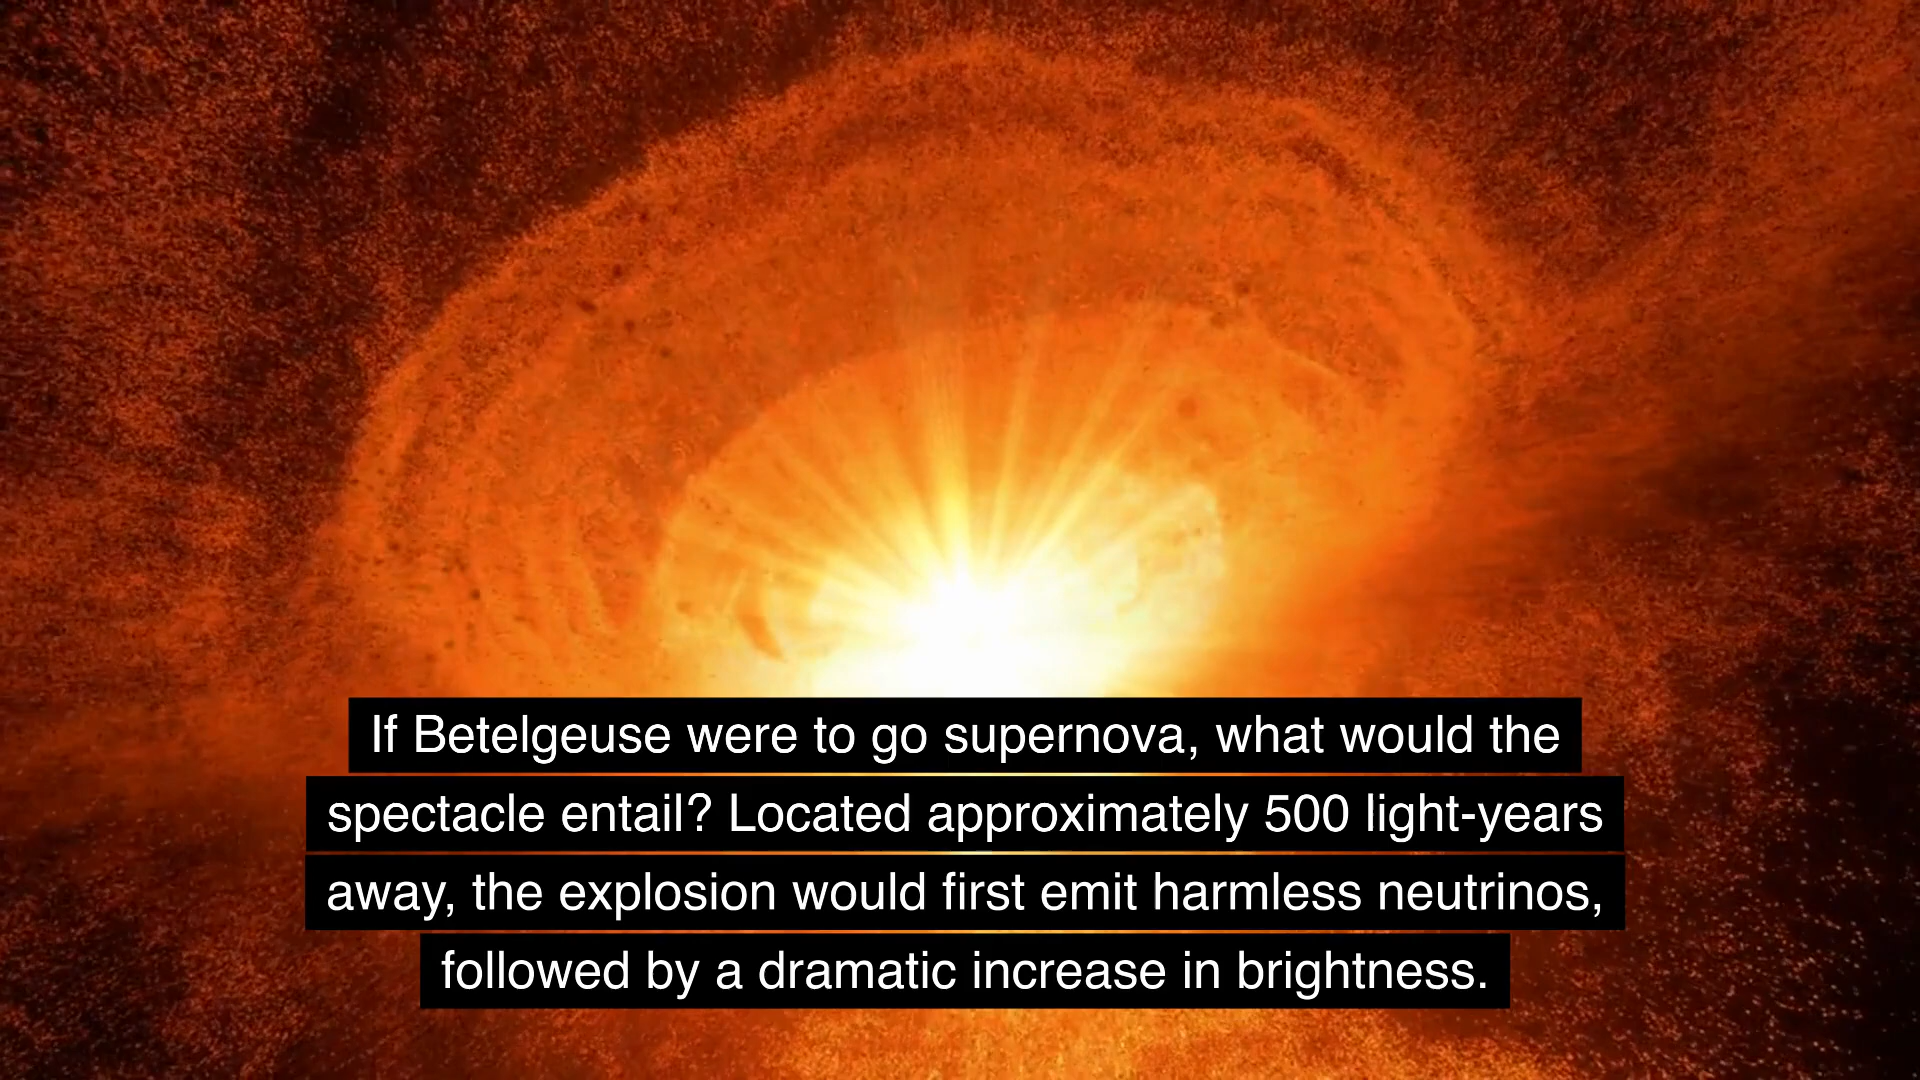 If Betelgeuse were to go supernova, what would the
spectacle entail? Located approximately 500 light-years
away, the explosion would first emit harmless neutrinos,
followed by a dramatic increase in brightness.